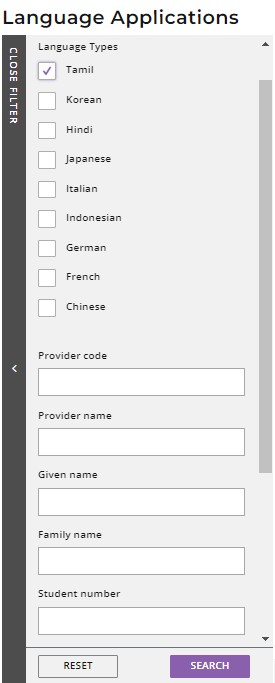 Language Applications
CLOSE FILTER
Language Types
Tamil
Korean
Hindi
Japanese
Italian
Indonesian
German
French
Chinese
Provider code
Provider name
Given name
Family name
Student number
RESET
SEARCH